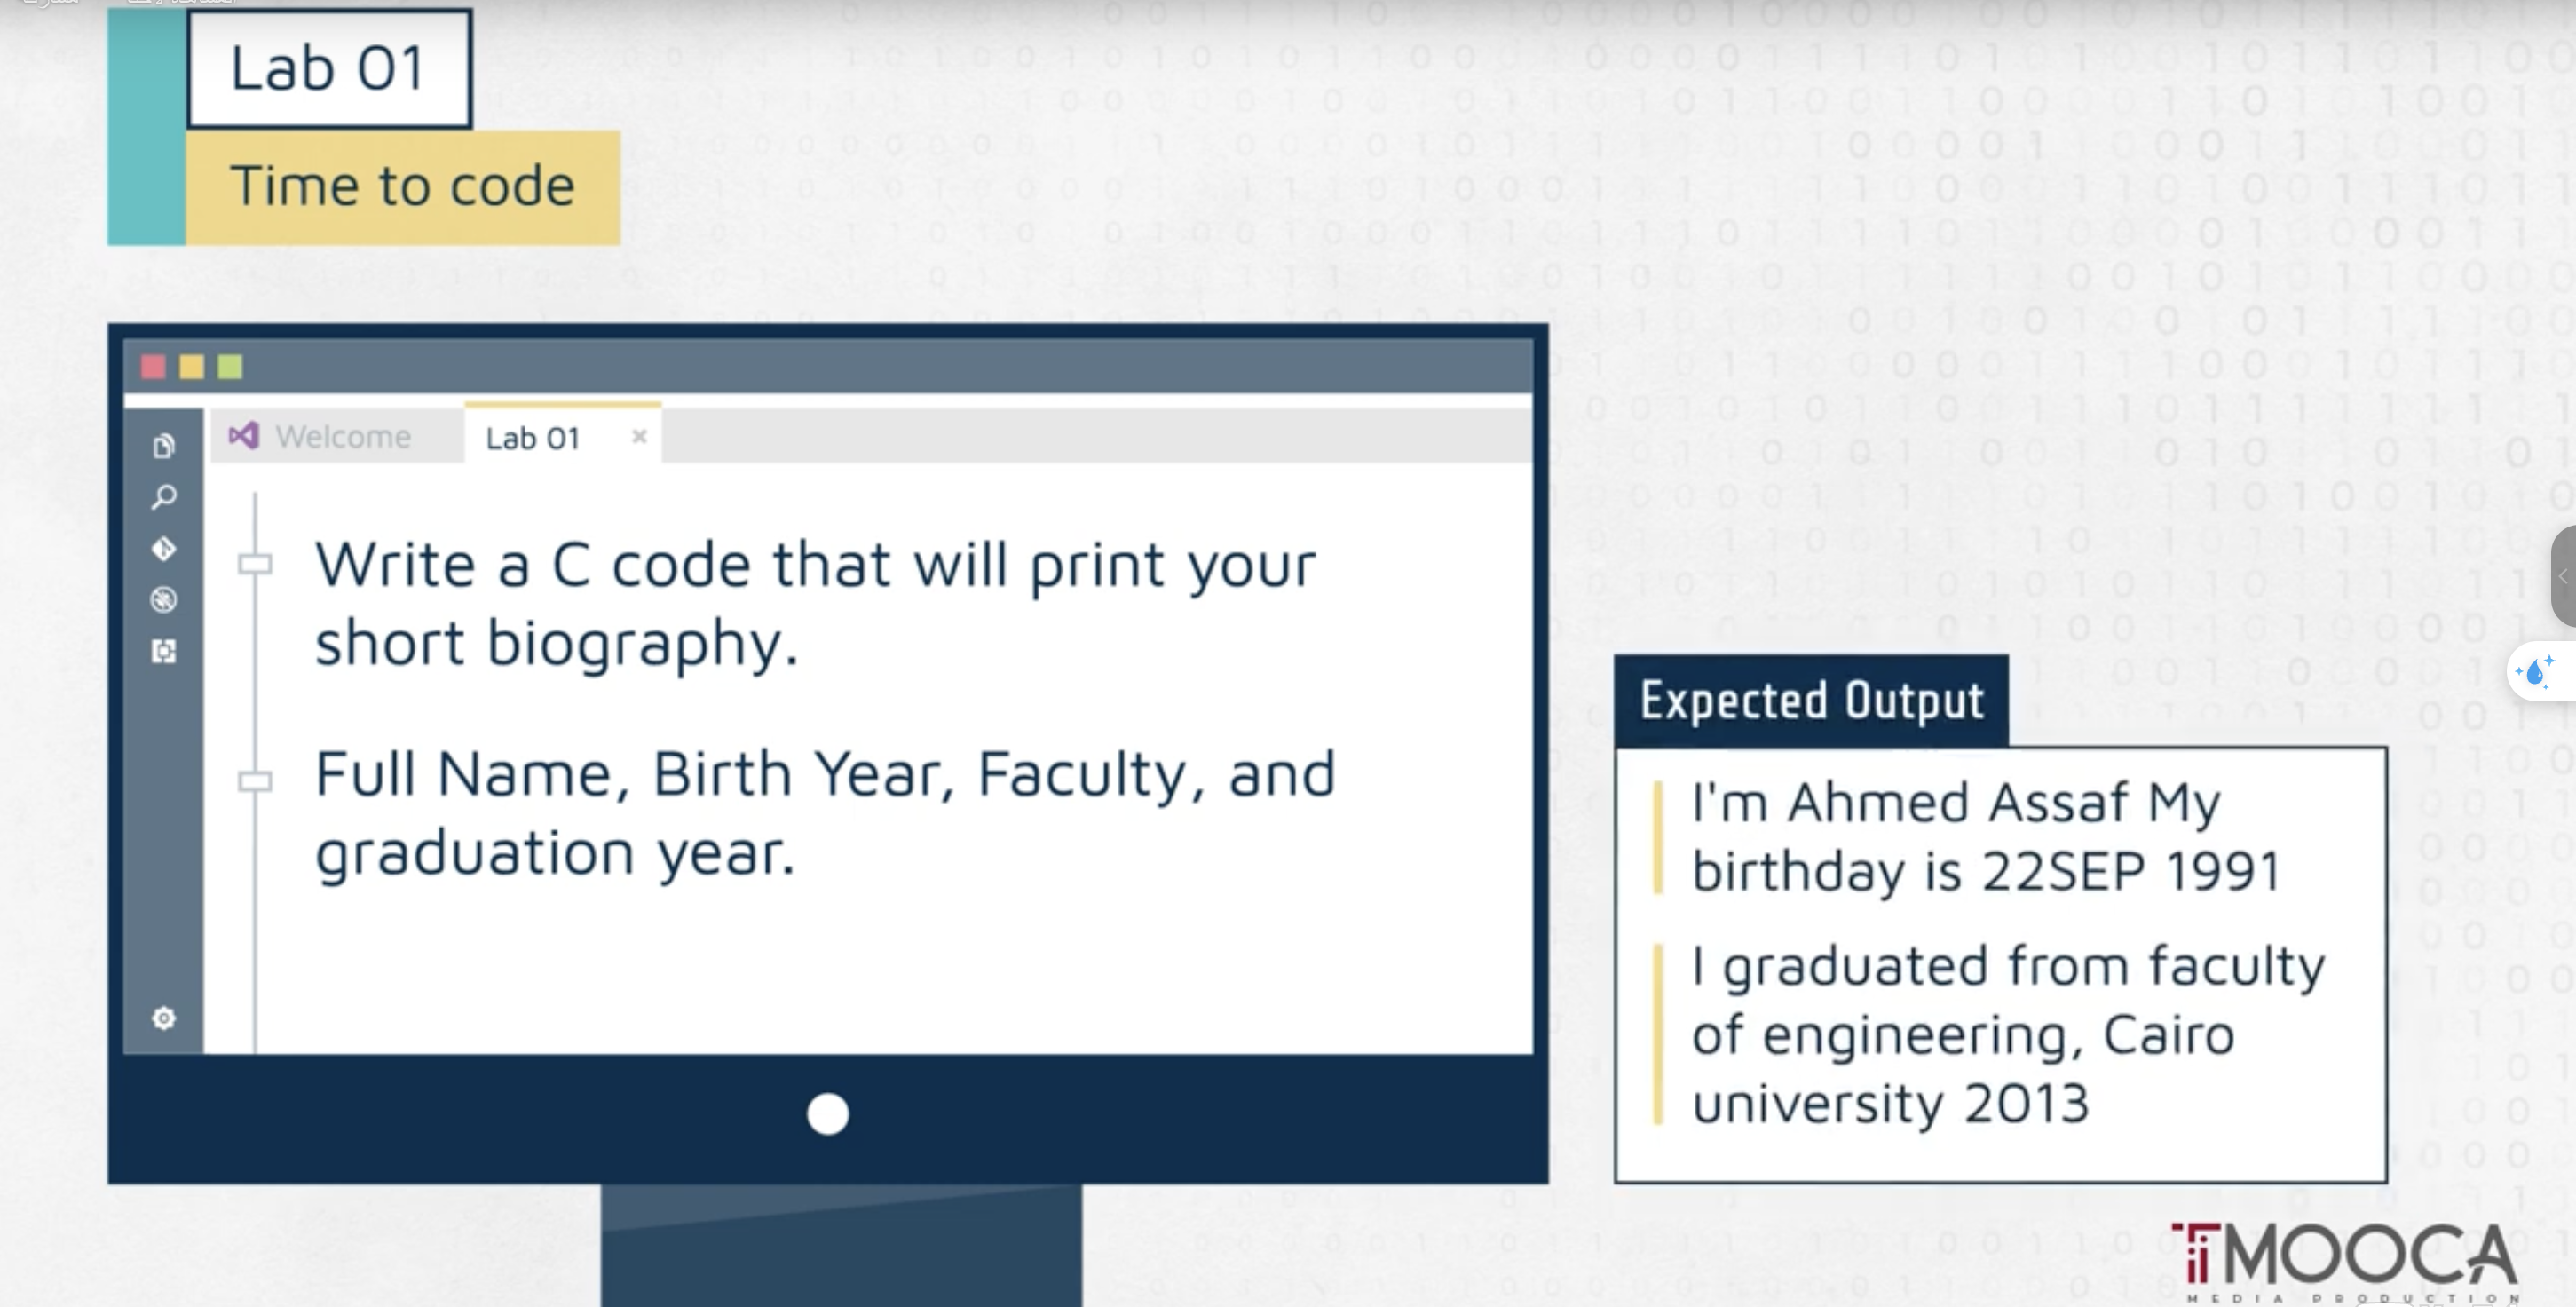 Lab 01
Time to code
Welcome
Lab 01
Write a C code that will print your
short biography.
Full Name, Birth Year, Faculty, and
graduation year.
Expected Output
I'm Ahmed Assaf My
birthday is 22SEP 1991
I graduated from faculty
of engineering, Cairo
university 2013
iTiMOOCA
MEDIA PRODUCTION